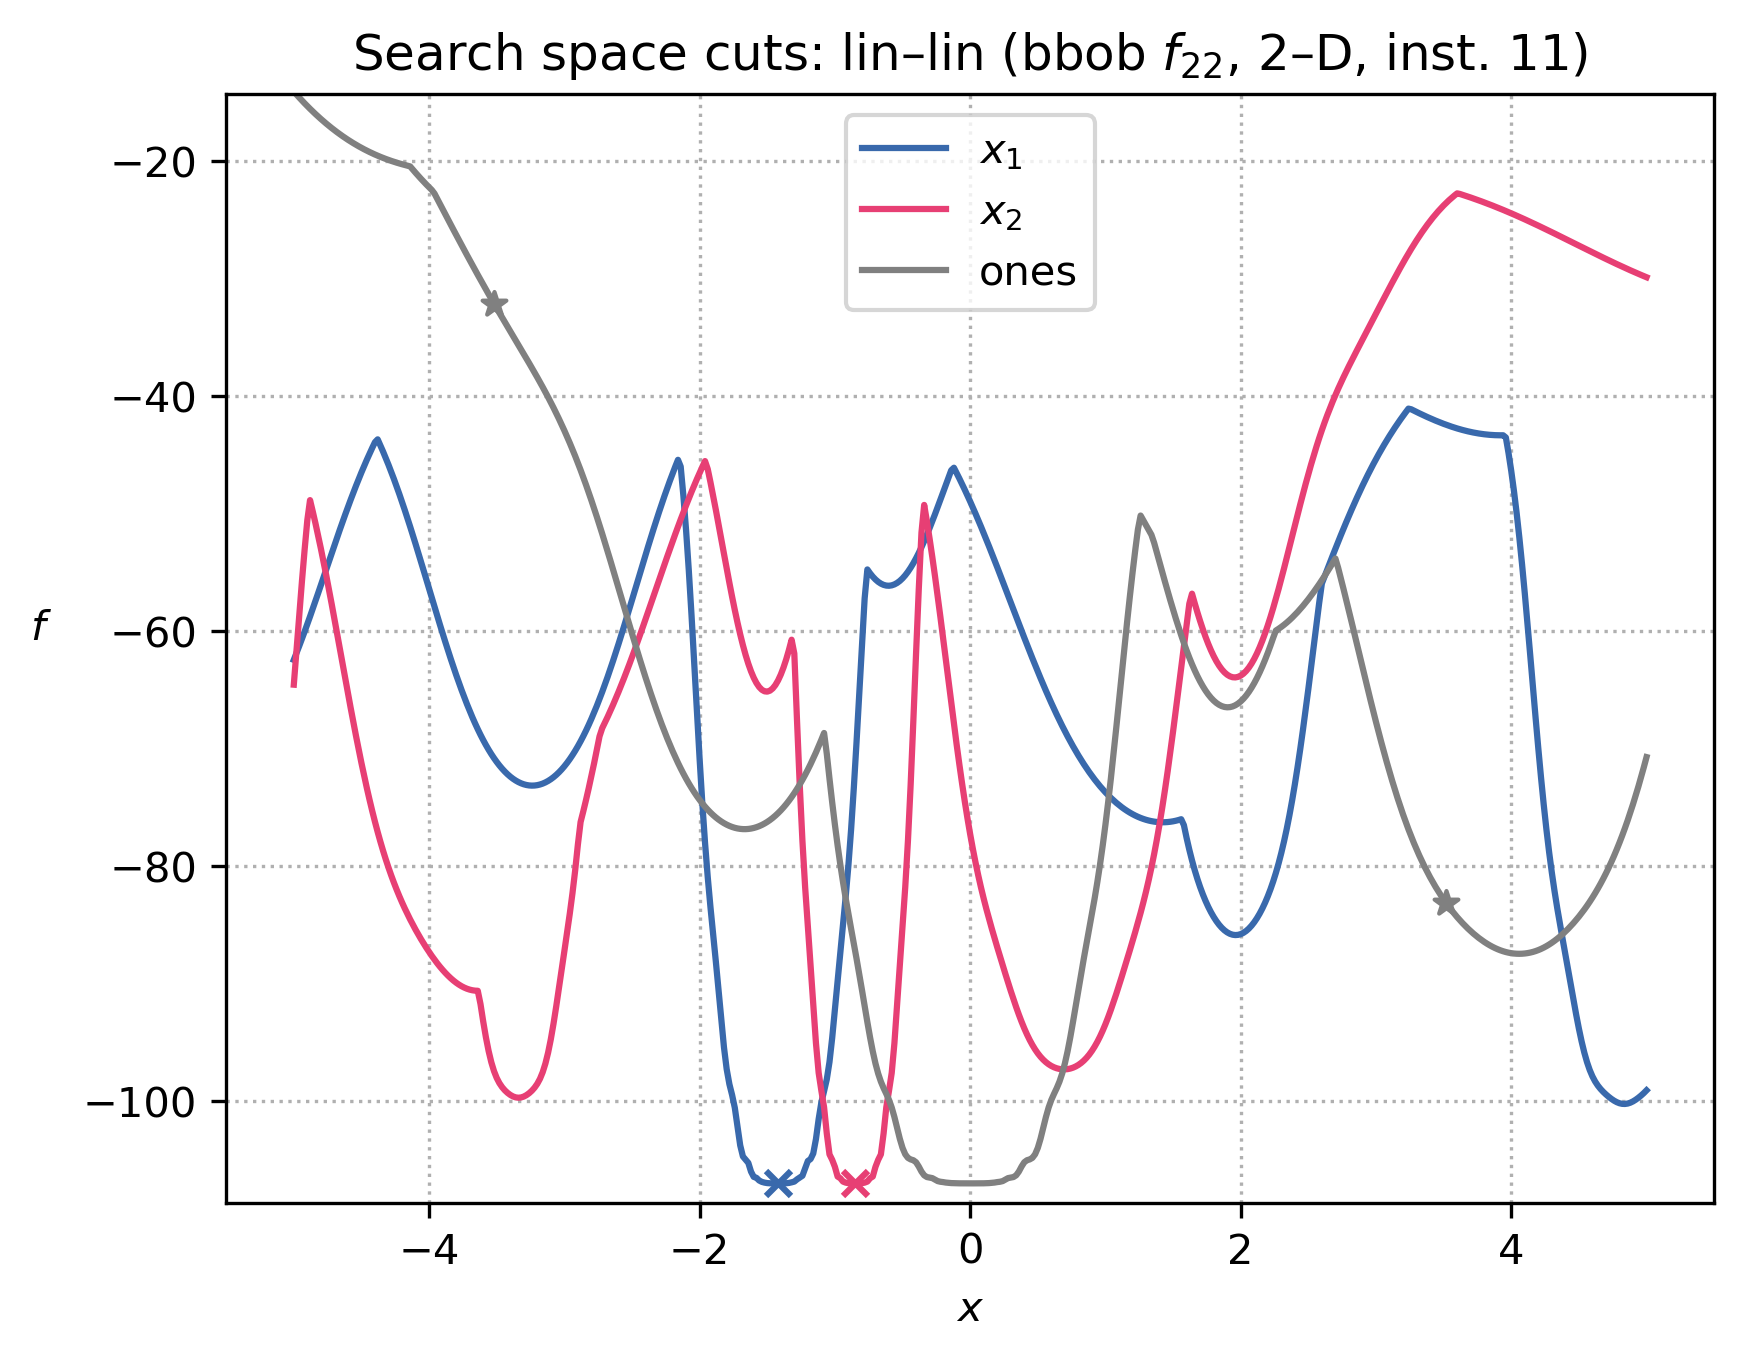 Search space cuts: lin–lin (bbob f₂₂, 2–D, inst. 11)
x₁
x₂
ones
f
−20
−40
−60
−80
−100
−4 −2 0 2 4
x